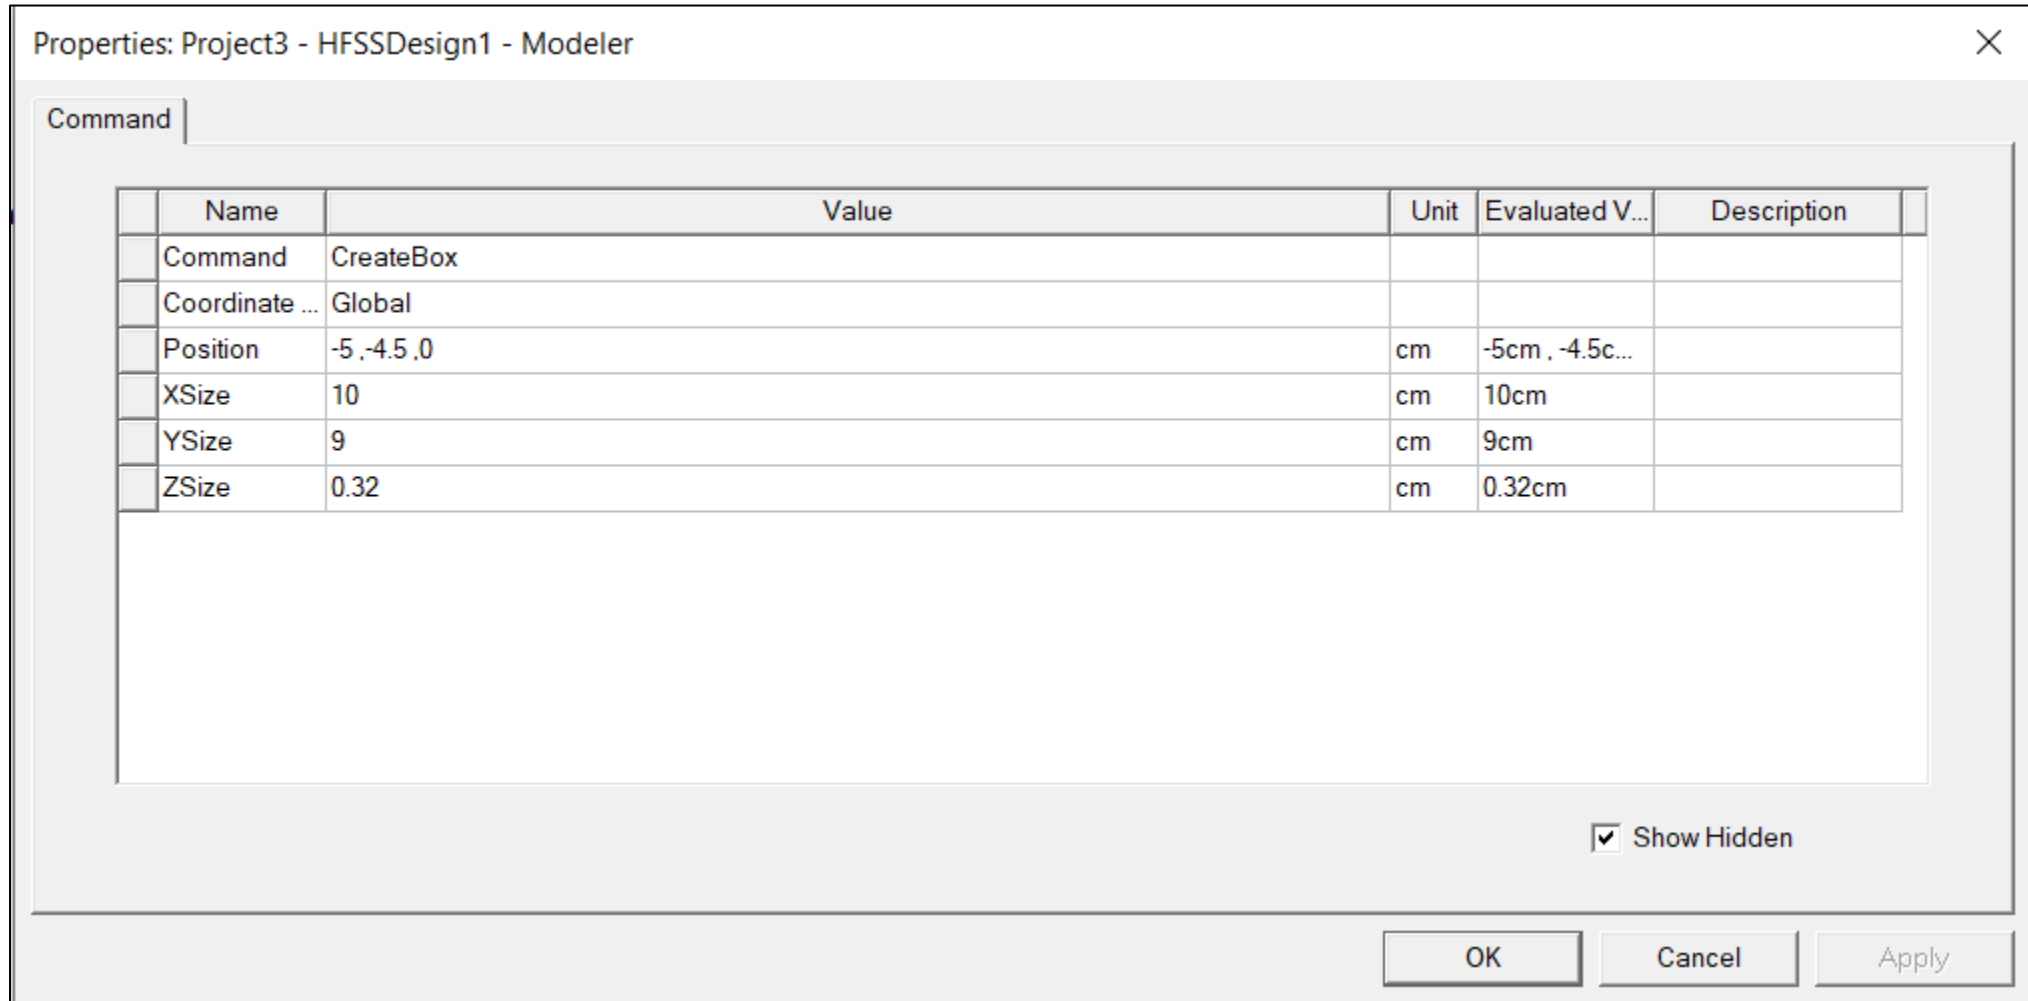 Properties: Project3 - HFSSDesign1 - Modeler
Command
Name Value Unit Evaluated V... Description
Command CreateBox
Coordinate ... Global
Position -5 ,-4.5 ,0 cm -5cm , -4.5c...
XSize 10 cm 10cm
YSize 9 cm 9cm
ZSize 0.32 cm 0.32cm
Show Hidden
OK Cancel Apply